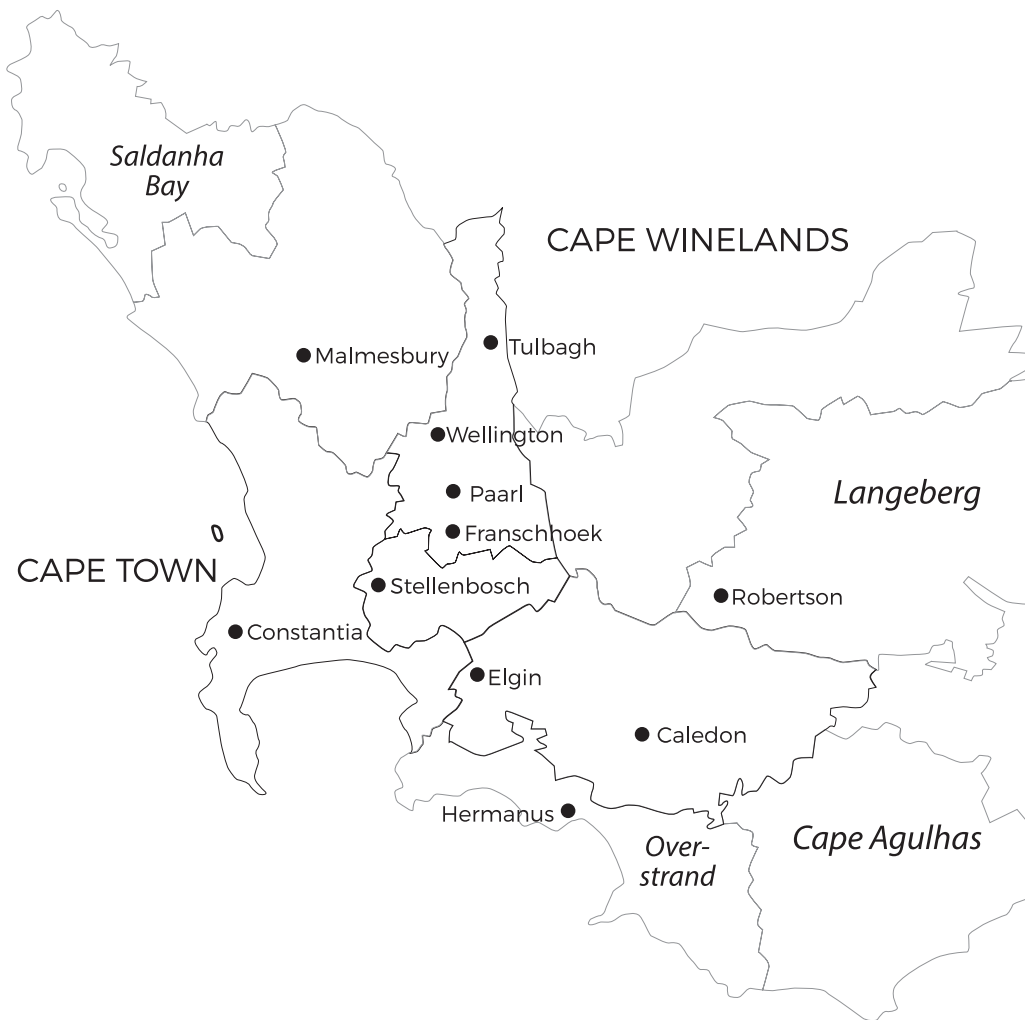 Saldanha
Bay
CAPE WINELANDS
Malmesbury
Tulbagh
Wellington
Paarl
Langeberg
Franschhoek
CAPE TOWN
Stellenbosch
Robertson
Constantia
Elgin
Caledon
Hermanus
Over-
strand
Cape Agulhas